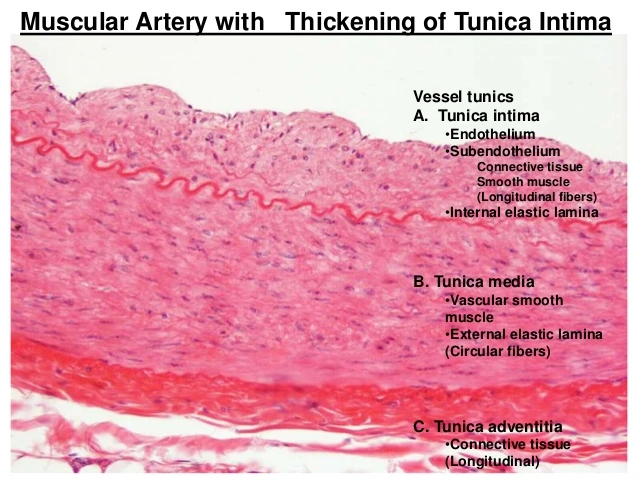 Muscular Artery with Thickening of Tunica Intima
Vessel tunics
A. Tunica intima
•Endothelium
•Subendothelium
Connective tissue
Smooth muscle
(Longitudinal fibers)
•Internal elastic lamina
B. Tunica media
•Vascular smooth
muscle
•External elastic lamina
(Circular fibers)
C. Tunica adventitia
•Connective tissue
(Longitudinal)